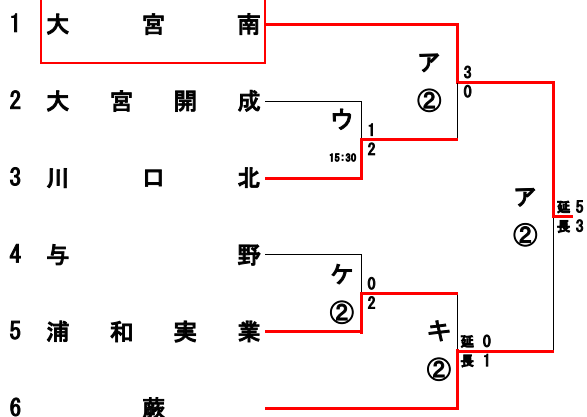 1 大宮南
ア 3
② 0
2 大宮開成
ウ 1
15:30 2
3 川口北
ア
② 延 5
長 3
4 与野
ケ 0
② 2
5 浦和実業
キ 延 0
② 長 1
6 蕨